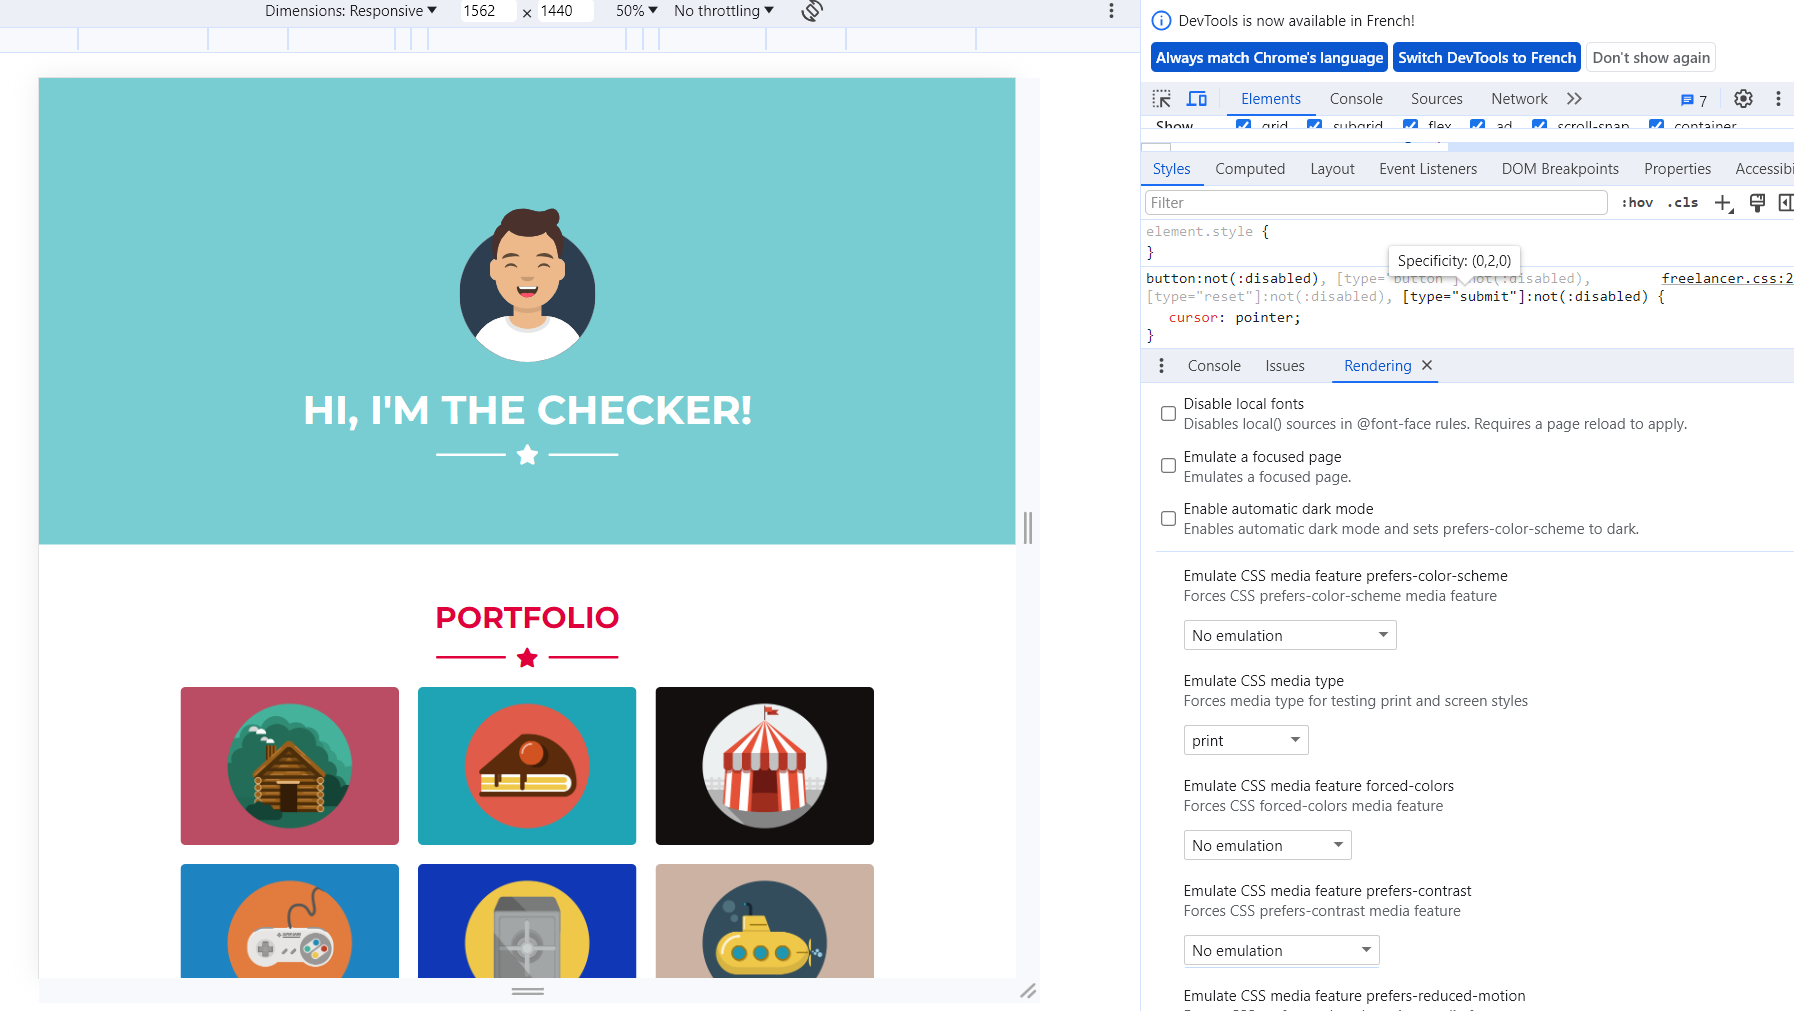 Dimensions: Responsive 1562 × 1440 50% No throttling
HI, I'M THE CHECKER!
PORTFOLIO
DevTools is now available in French!
Always match Chrome's language Switch DevTools to French Don't show again
Elements Console Sources Network 7
Show grid subgrid flex ad scroll-snap container
Styles Computed Layout Event Listeners DOM Breakpoints Properties Accessibi
Filter :hov .cls
element.style {
}
Specificity: (0,2,0)
button:not(:disabled), [type="button"]:not(:disabled), freelancer.css:2
[type="reset"]:not(:disabled), [type="submit"]:not(:disabled) {
cursor: pointer;
}
Console Issues Rendering
Disable local fonts
Disables local() sources in @font-face rules. Requires a page reload to apply.
Emulate a focused page
Emulates a focused page.
Enable automatic dark mode
Enables automatic dark mode and sets prefers-color-scheme to dark.
Emulate CSS media feature prefers-color-scheme
Forces CSS prefers-color-scheme media feature
No emulation
Emulate CSS media type
Forces media type for testing print and screen styles
print
Emulate CSS media feature forced-colors
Forces CSS forced-colors media feature
No emulation
Emulate CSS media feature prefers-contrast
Forces CSS prefers-contrast media feature
No emulation
Emulate CSS media feature prefers-reduced-motion